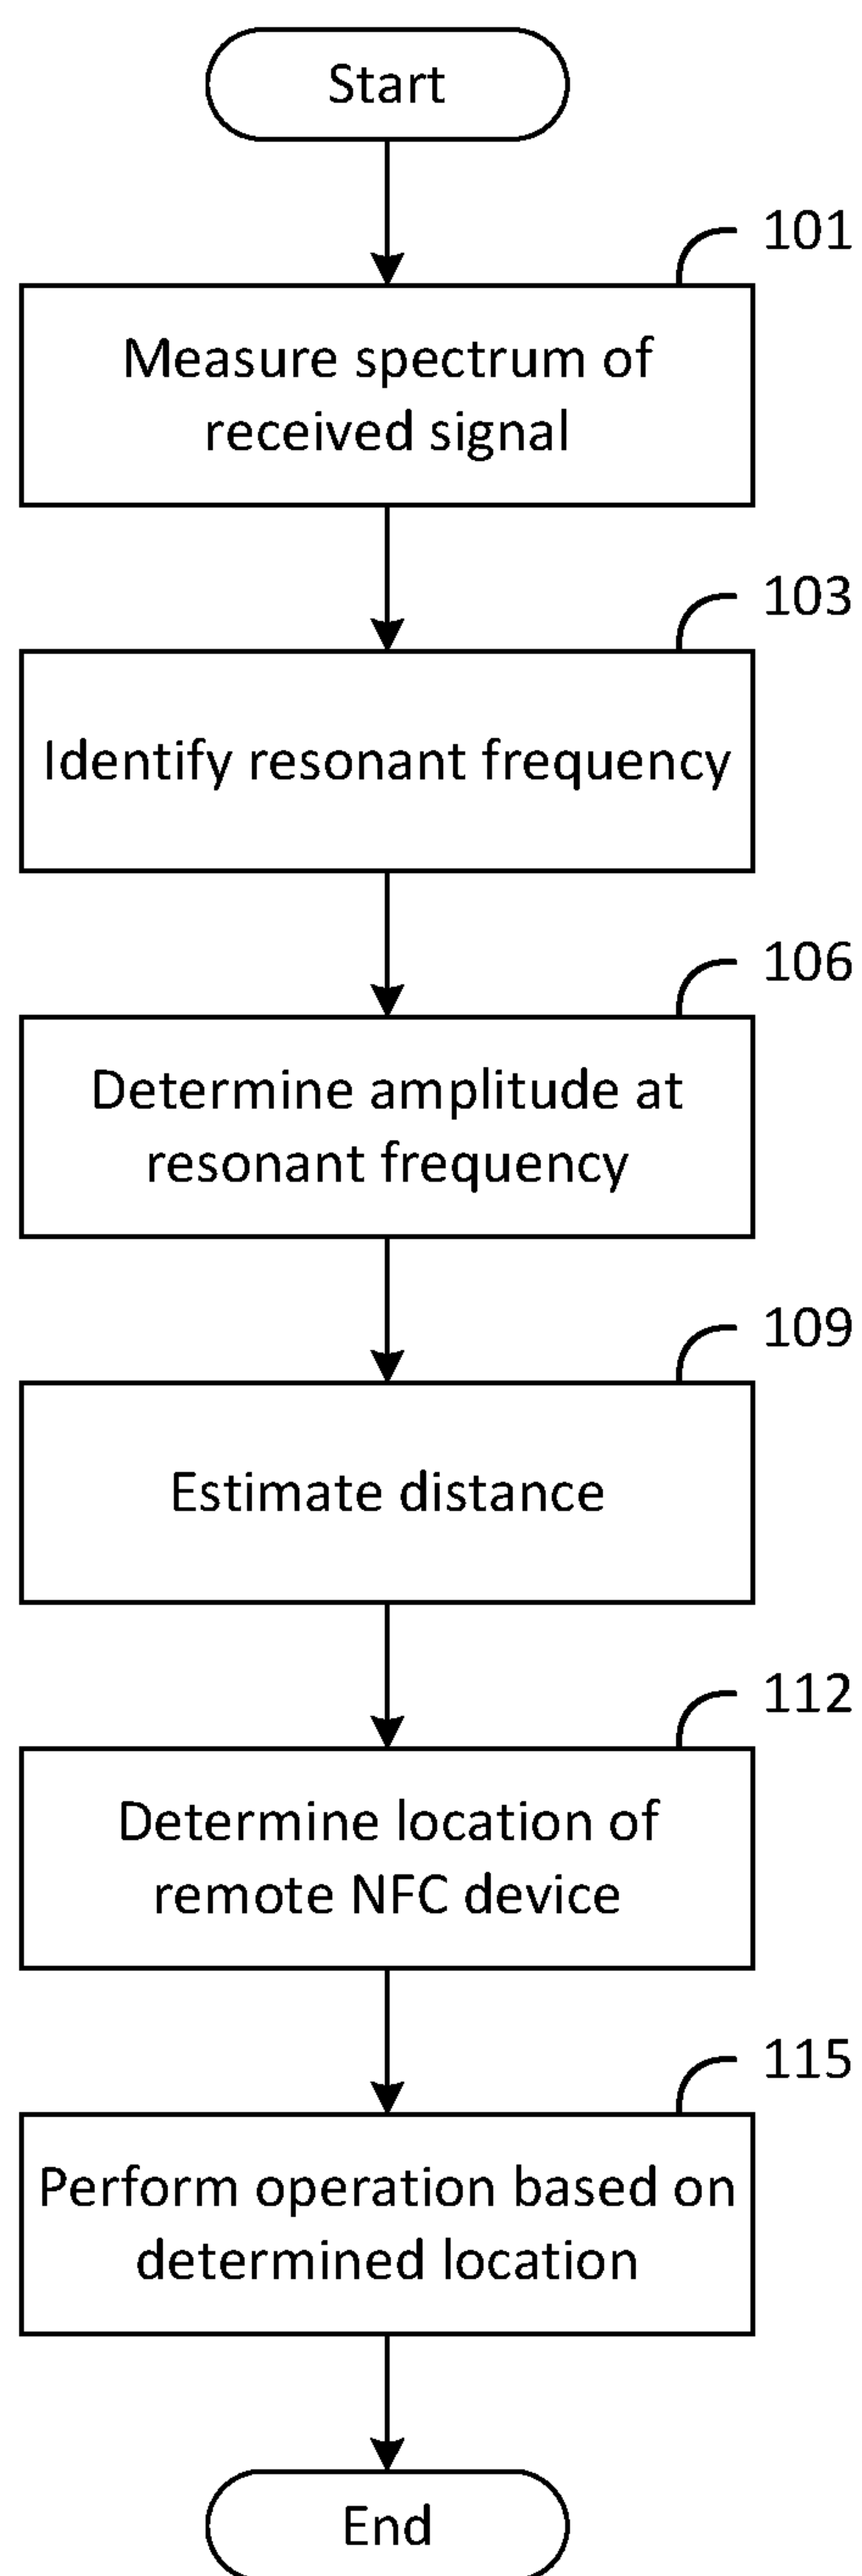 Start
101
Measure spectrum of
received signal
103
Identify resonant frequency
106
Determine amplitude at
resonant frequency
109
Estimate distance
112
Determine location of
remote NFC device
115
Perform operation based on
determined location
End